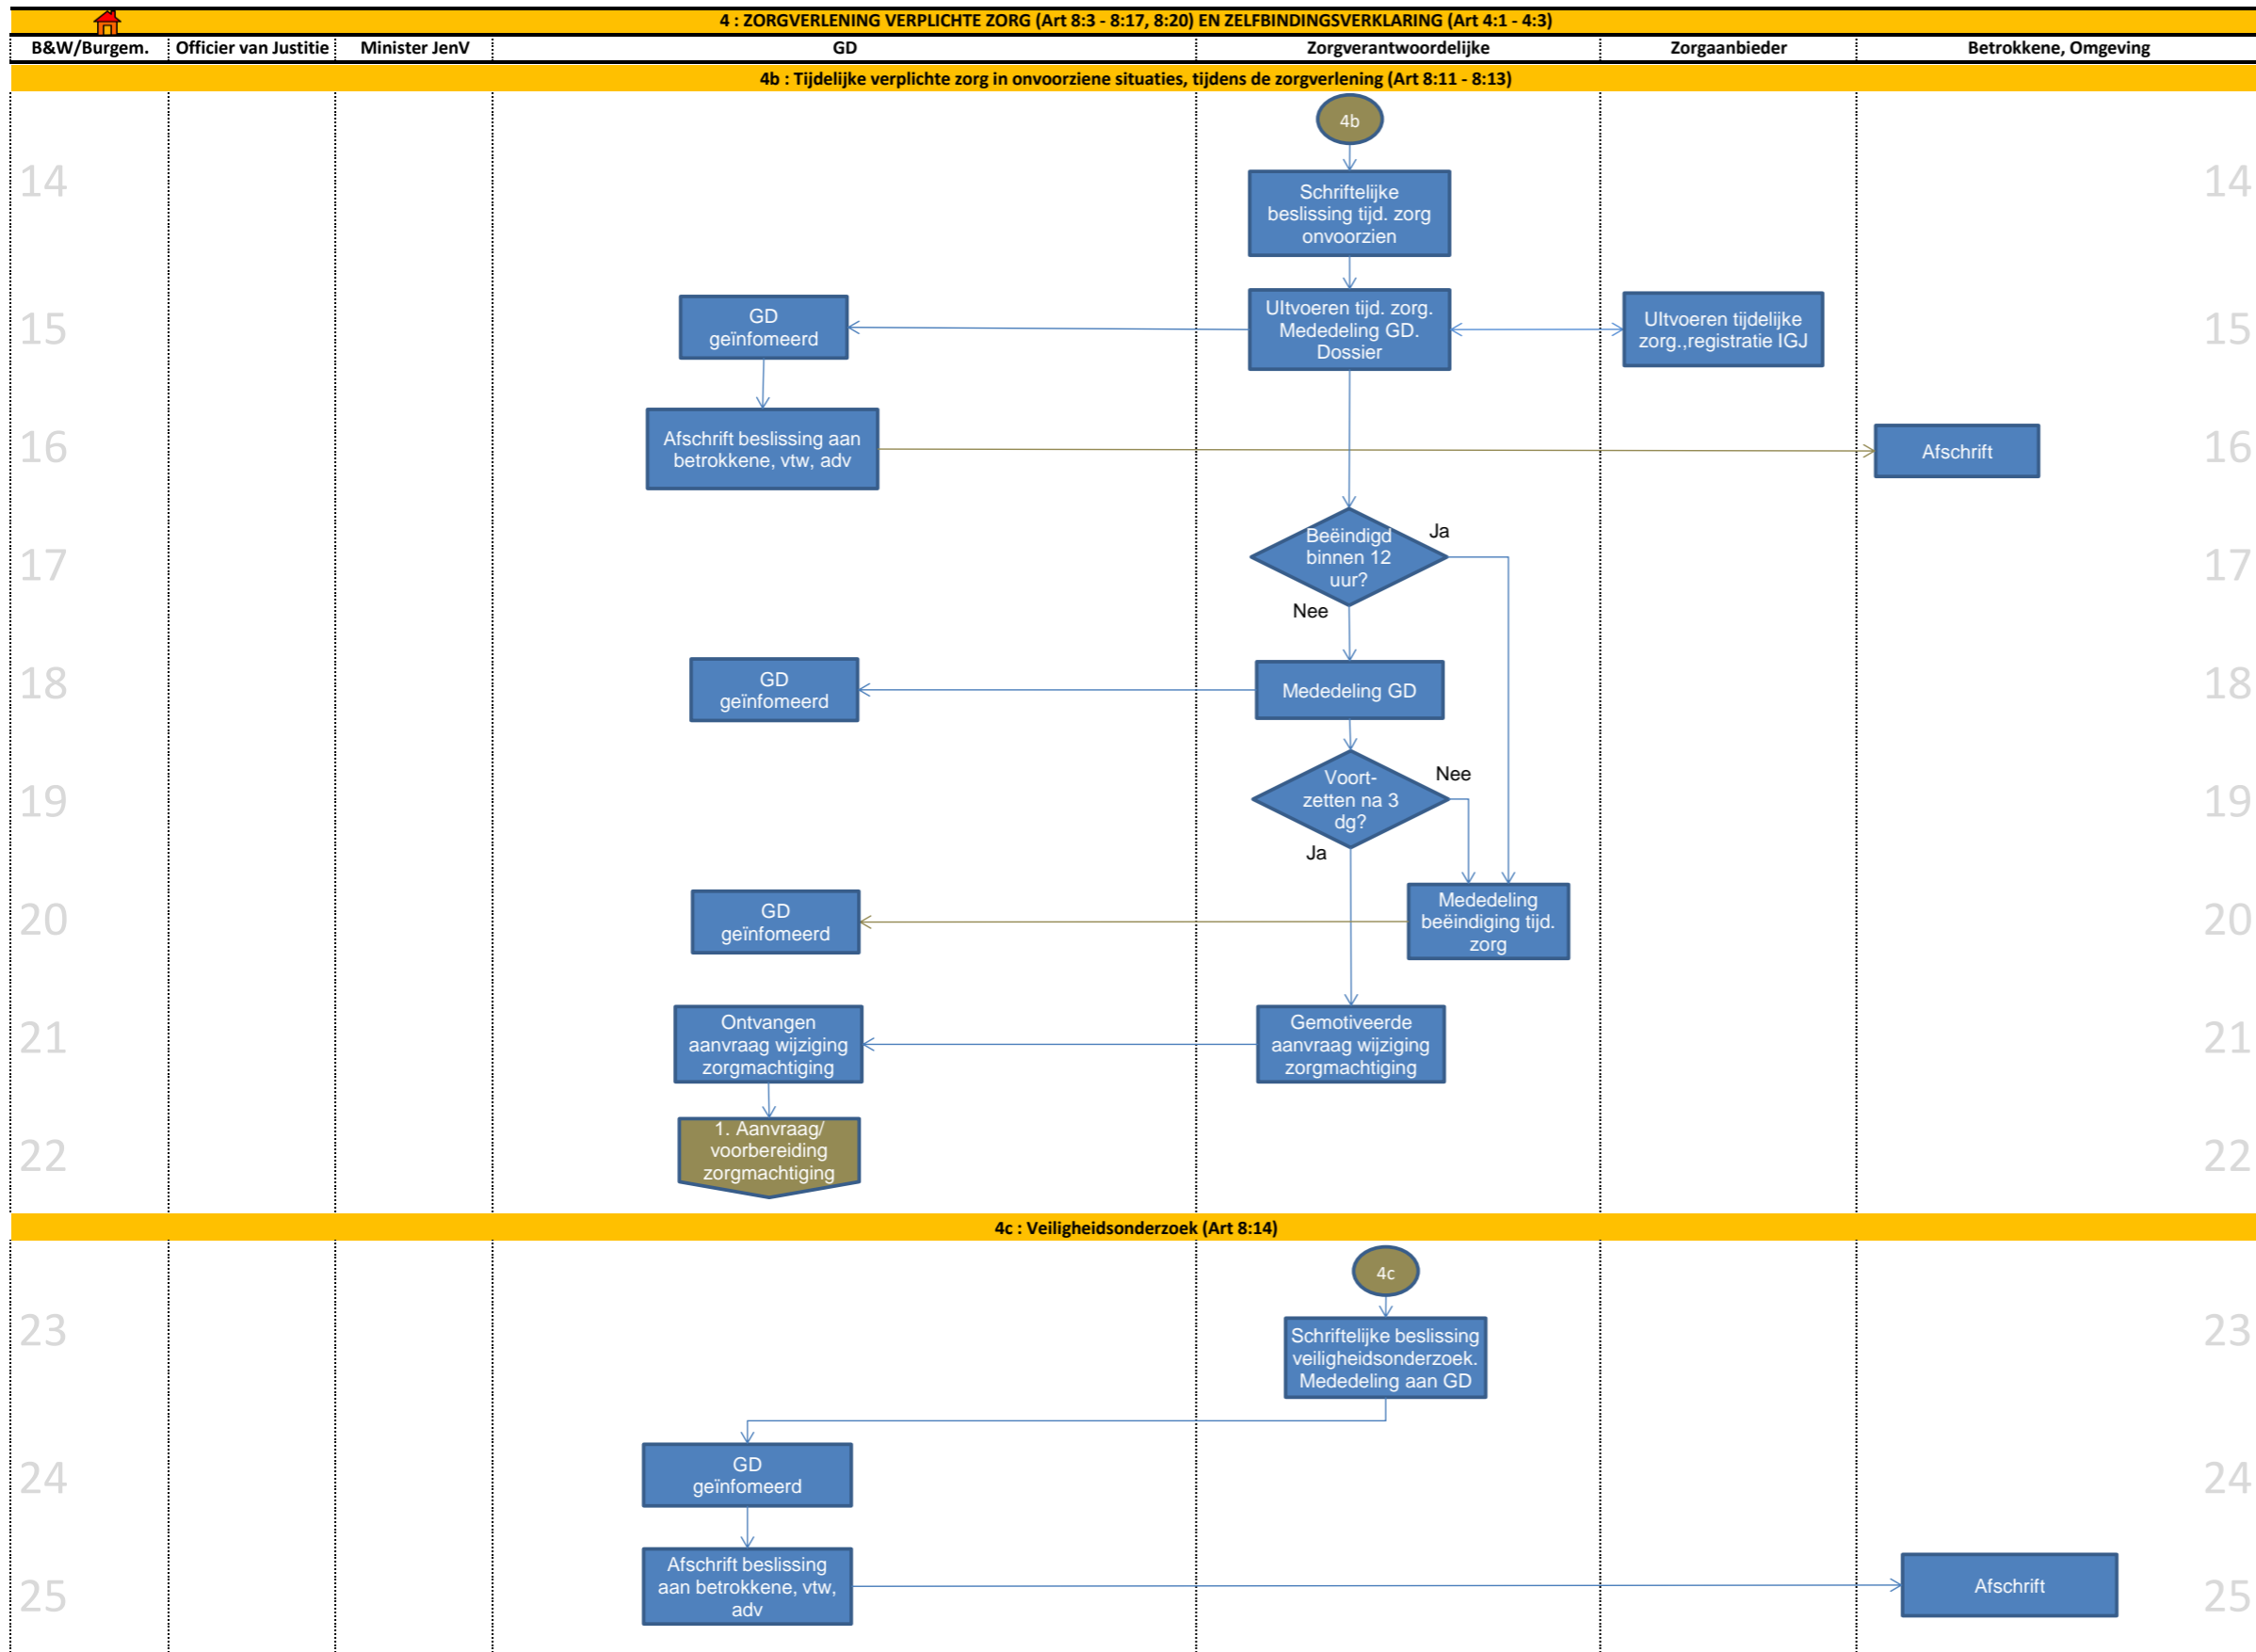 4 : ZORGVERLENING VERPLICHTE ZORG (Art 8:3 - 8:17, 8:20) EN ZELFBINDINGSVERKLARING (Art 4:1 - 4:3)
B&W/Burgem. Officier van Justitie Minister JenV GD Zorgverantwoordelijke Zorgaanbieder Betrokkene, Omgeving
4b : Tijdelijke verplichte zorg in onvoorziene situaties, tijdens de zorgverlening (Art 8:11 - 8:13)
4b
14
Schriftelijke
beslissing tijd. zorg
onvoorzien
14
15
GD
geïnfomeerd
UItvoeren tijd. zorg.
Mededeling GD.
Dossier
UItvoeren tijdelijke
zorg.,registratie IGJ
15
16
Afschrift beslissing aan
betrokkene, vtw, adv
Afschrift
16
17
Beëindigd
binnen 12
uur?
Ja
Nee
17
18
GD
geïnfomeerd
Mededeling GD
18
19
Voort-
zetten na 3
dg?
Nee
Ja
19
20
GD
geïnfomeerd
Mededeling
beëindiging tijd.
zorg
20
21
Ontvangen
aanvraag wijziging
zorgmachtiging
Gemotiveerde
aanvraag wijziging
zorgmachtiging
21
22
1. Aanvraag/
voorbereiding
zorgmachtiging
22
4c : Veiligheidsonderzoek (Art 8:14)
4c
23
Schriftelijke beslissing
veiligheidsonderzoek.
Mededeling aan GD
23
24
GD
geïnfomeerd
24
25
Afschrift beslissing
aan betrokkene, vtw,
adv
Afschrift
25